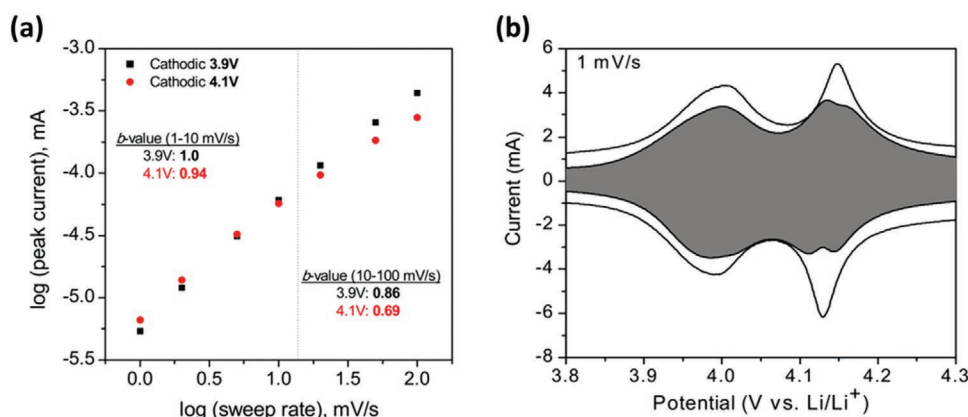 (a)
Cathodic 3.9V
Cathodic 4.1V
b-value (1-10 mV/s)
3.9V: 1.0
4.1V: 0.94
b-value (10-100 mV/s)
3.9V: 0.86
4.1V: 0.69
log (peak current), mA
-3.0
-3.5
-4.0
-4.5
-5.0
-5.5
0.0 0.5 1.0 1.5 2.0
log (sweep rate), mV/s
(b)
1 mV/s
Current (mA)
6
4
2
0
-2
-4
-6
-8
3.8 3.9 4.0 4.1 4.2 4.3
Potential (V vs. Li/Li⁺)